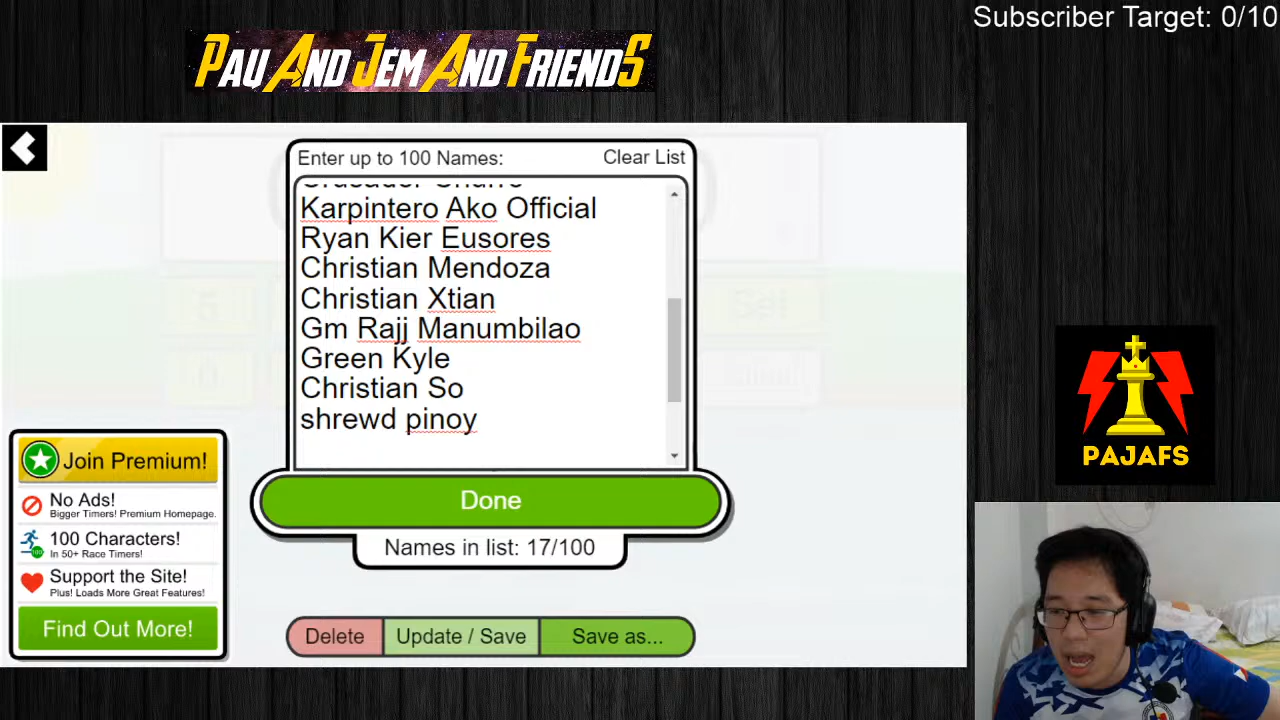 Subscriber Target: 0/10
PAU AND JEM AND FRIENDS
Enter up to 100 Names:
Clear List
Karpintero Ako Official
Ryan Kier Eusores
Christian Mendoza
Christian Xtian
Gm Rajj Manumbilao
Green Kyle
Christian So
shrewd pinoy
Done
Names in list: 17/100
Delete
Update / Save
Save as...
Join Premium!
No Ads!
Bigger Timers! Premium Homepage.
100 Characters!
In 50+ Race Timers!
Support the Site!
Plus! Loads More Great Features!
Find Out More!
PAJAFS